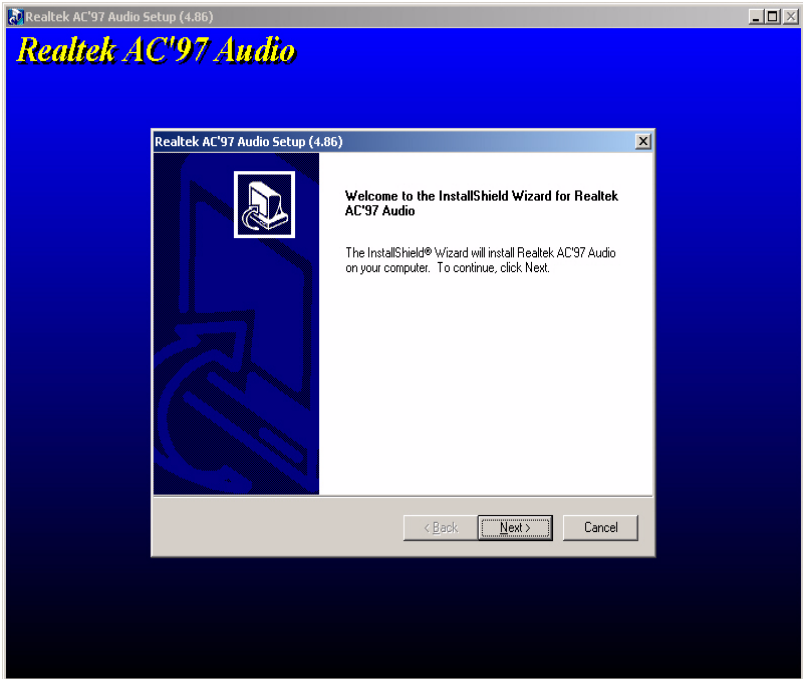 Realtek AC'97 Audio Setup (4.86)
Realtek AC'97 Audio
Realtek AC'97 Audio Setup (4.86)
Welcome to the InstallShield Wizard for Realtek
AC'97 Audio
The InstallShield® Wizard will install Realtek AC'97 Audio
on your computer. To continue, click Next.
< Back
Next >
Cancel